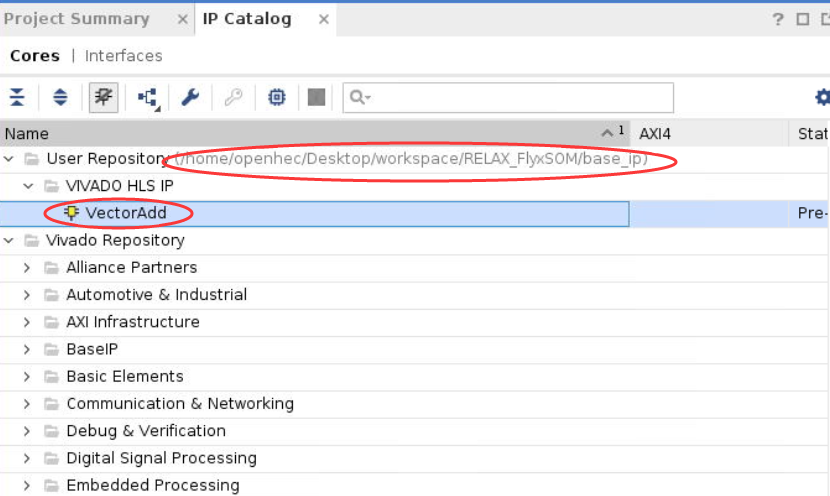 Project Summary × IP Catalog × ?
Cores | Interfaces
Q
Name 1 AXI4 Stat
User Repository (/home/openhec/Desktop/workspace/RELAX_FlyxSOM/base_ip)
VIVADO HLS IP
VectorAdd Pre-
Vivado Repository
Alliance Partners
Automotive & Industrial
AXI Infrastructure
BaseIP
Basic Elements
Communication & Networking
Debug & Verification
Digital Signal Processing
Embedded Processing